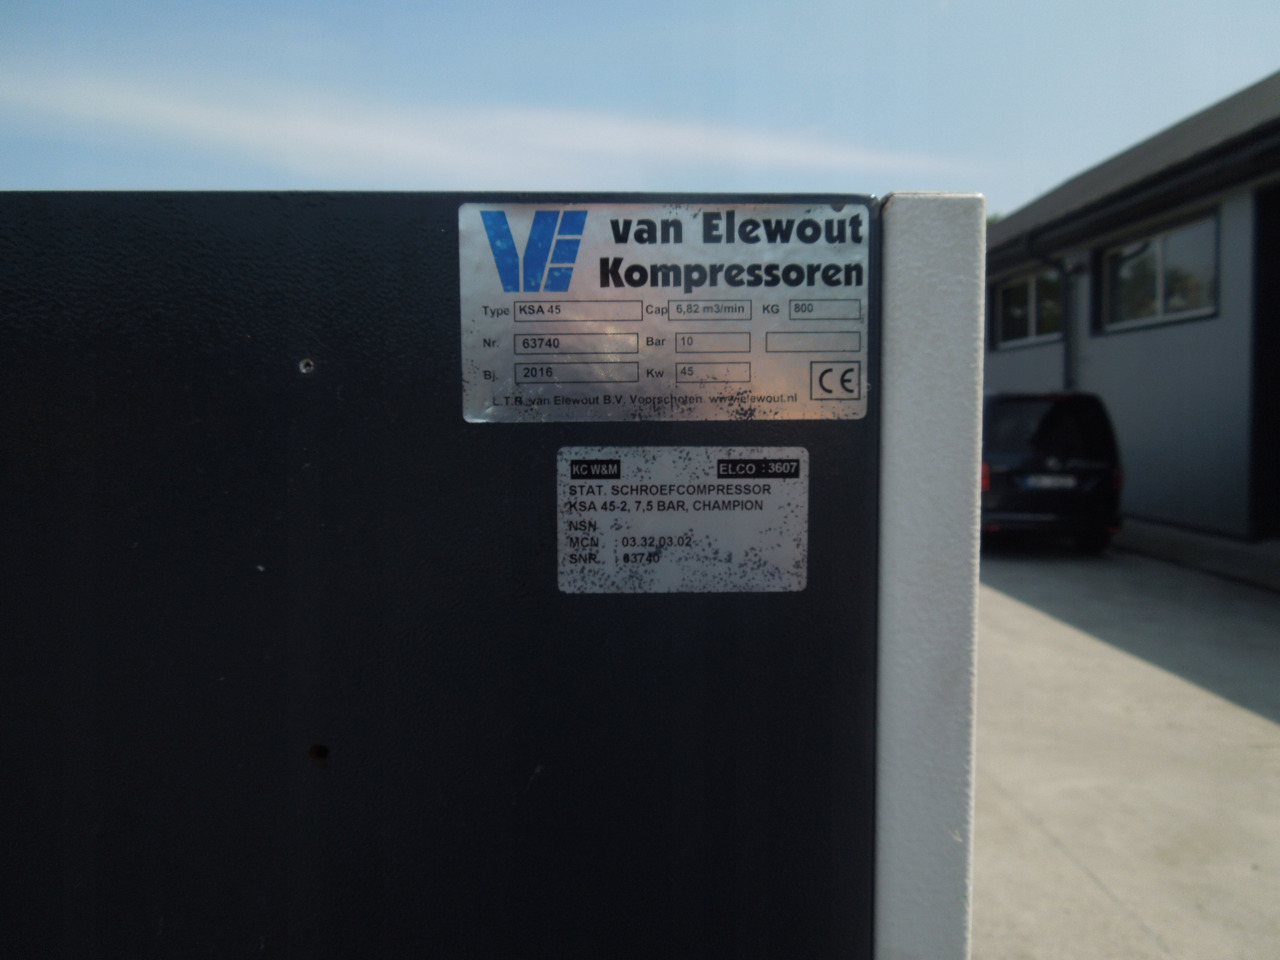 VE van Elewout
Kompressoren
Type KSA 45 Cap 6,82 m3/min KG 800
Nr. 63740 Bar 10
Bj. 2016 Kw 45
CE
L.T.R. van Elewout B.V. Voorschoten. www.elewout.nl
KC W&M ELCO : 3607
STAT. SCHROEFCOMPRESSOR
KSA 45-2, 7,5 BAR, CHAMPION
NSN :
MCN : 03.32.03.02
SNR. : 63740